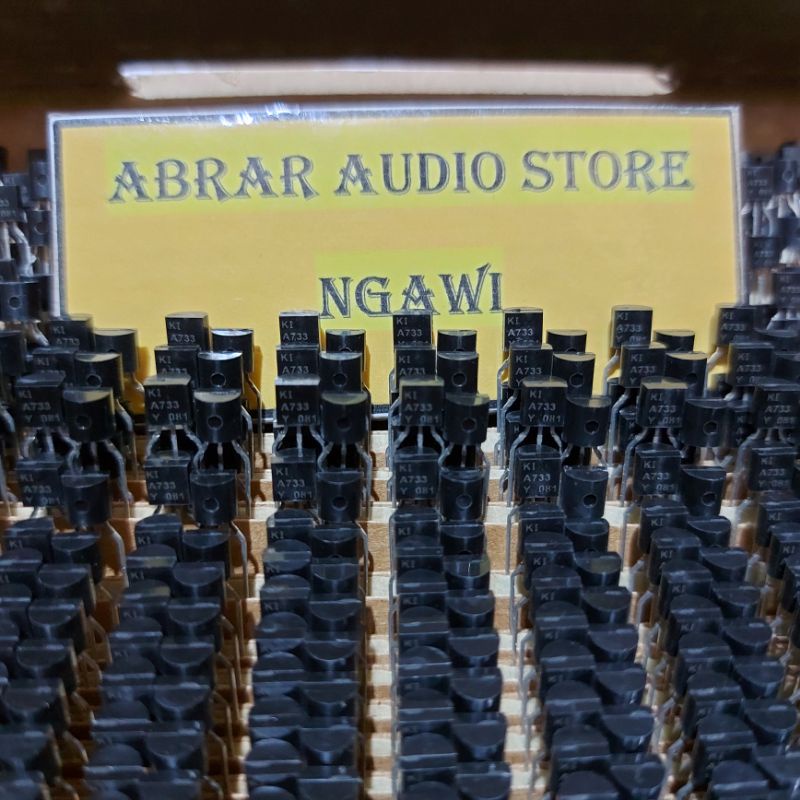 ABRAR AUDIO STORE
NGAWI
KI
A733
Y 081